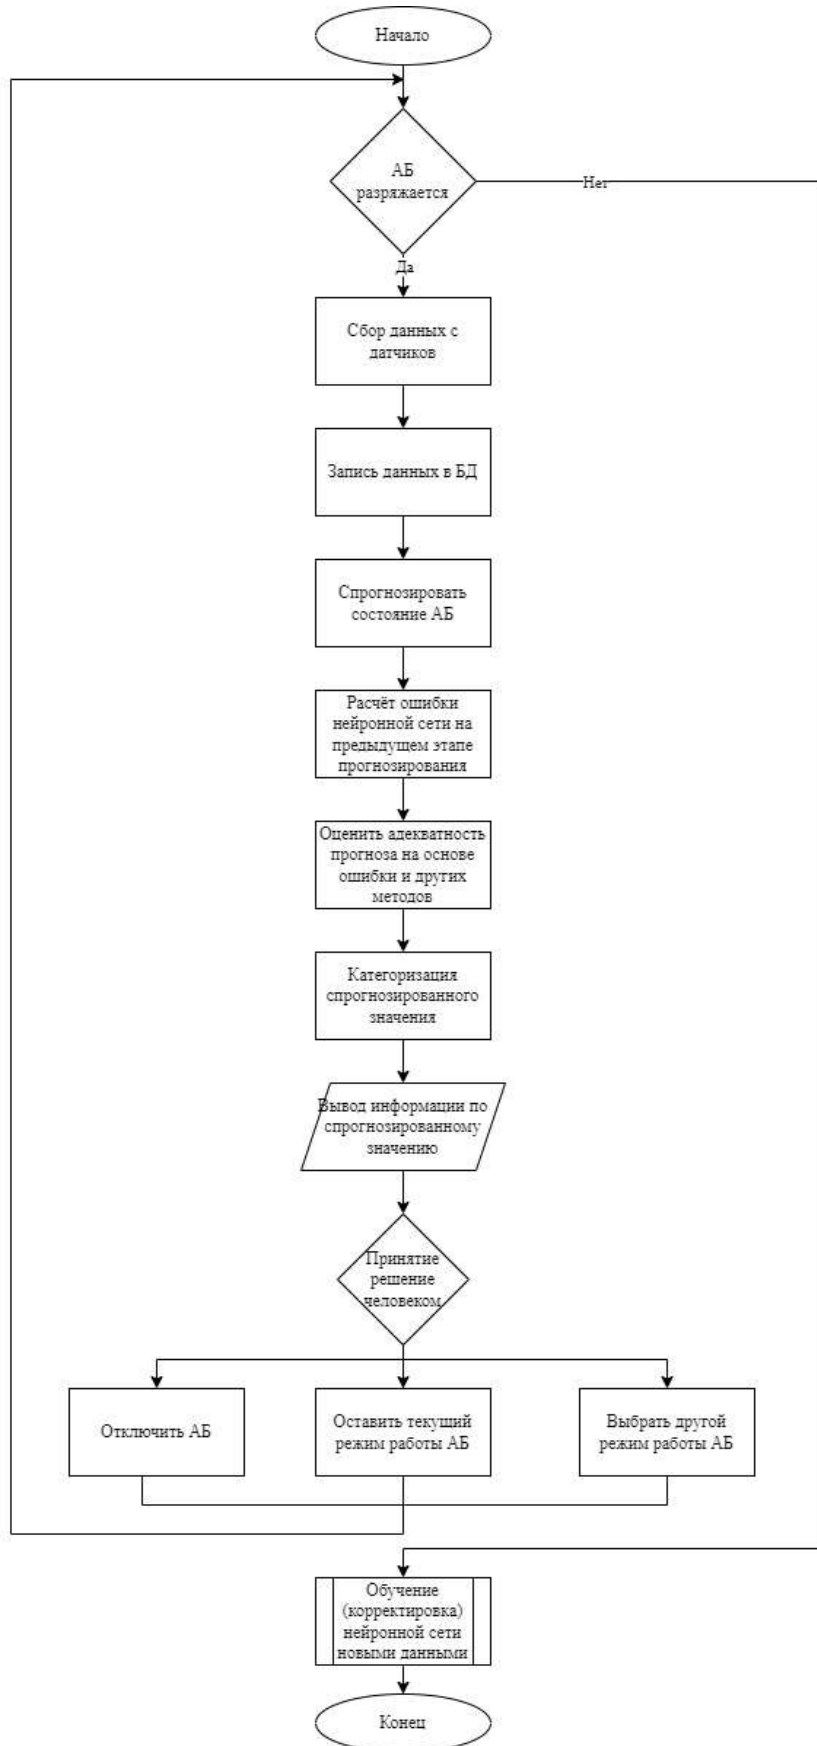 Начало
АБ
разряжается
Нет
Да
Сбор данных с
датчиков
Запись данных в БД
Спрогнозировать
состояние АБ
Расчёт ошибки
нейронной сети на
предыдущем этапе
прогнозирования
Оценить адекватность
прогноза на основе
ошибки и других
методов
Категоризация
спрогнозированного
значения
Вывод информации по
спрогнозированному
значению
Принятие
решение
человеком
Отключить АБ
Оставить текущий
режим работы АБ
Выбрать другой
режим работы АБ
Обучение
(корректировка)
нейронной сети
новыми данными
Конец